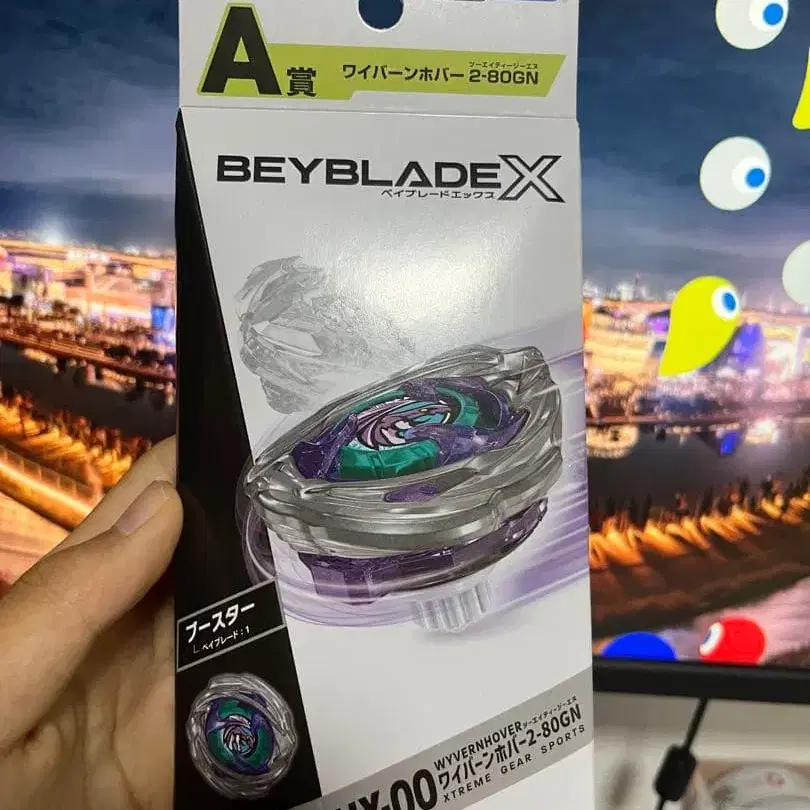 A賞
ツーエイティージーエヌ
ワイバーンホバー 2-80GN
BEYBLADE X
ベイブレードエックス
ブースター
ベイブレード:1
UX-00
WYVERNHOVER
ツーエイティージーエヌ
ワイバーンホバー2-80GN
XTREME GEAR SPORTS